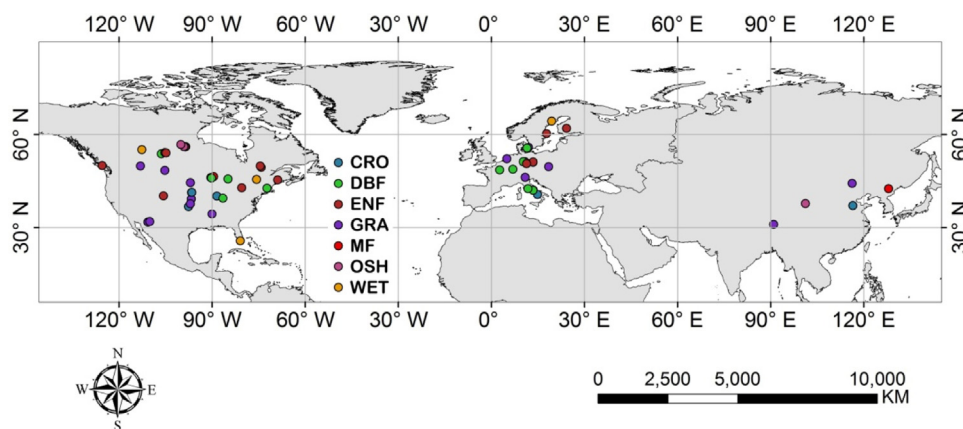 120° W 90° W 60° W 30° W 0° 30° E 60° E 90° E 120° E
60° N 60° N
30° N 30° N
CRO
DBF
ENF
GRA
MF
OSH
WET
120° W 90° W 60° W 30° W 0° 30° E 60° E 90° E 120° E
N
W E
S
0 2,500 5,000 10,000
KM